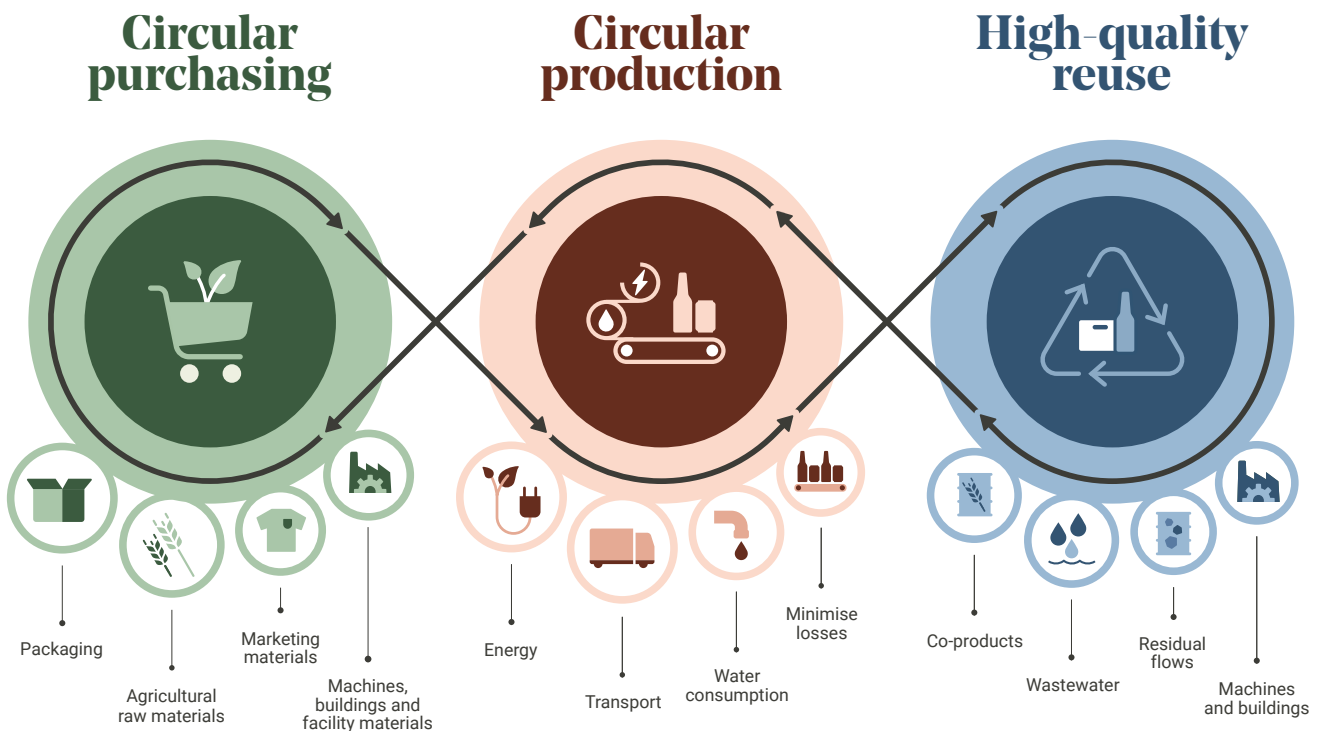 Circular
purchasing
Circular
production
High-quality
reuse
Packaging
Agricultural
raw materials
Marketing
materials
Machines,
buildings and
facility materials
Energy
Transport
Water
consumption
Minimise
losses
Co-products
Wastewater
Residual
flows
Machines
and buildings